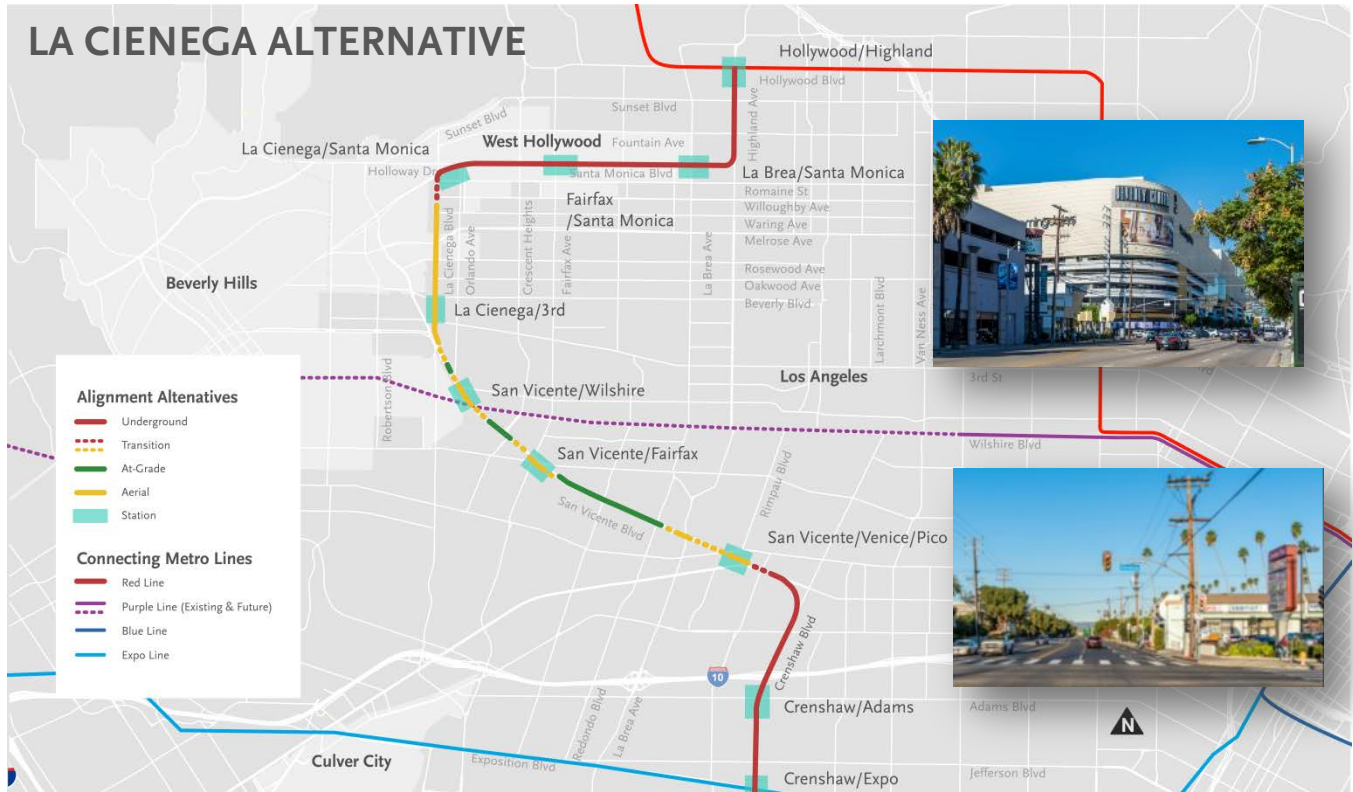 LA CIENEGA ALTERNATIVE
Hollywood/Highland
Hollywood Blvd
Sunset Blvd
Sunset Blvd
West Hollywood
Fountain Ave
Highland Ave
La Cienega/Santa Monica
Holloway Dr
Santa Monica Blvd
La Brea/Santa Monica
Fairfax
/Santa Monica
Romaine St
Willoughby Ave
Waring Ave
Melrose Ave
La Cienega Blvd
Orlando Ave
Crescent Heights
Fairfax Ave
La Brea Ave
Rosewood Ave
Oakwood Ave
Beverly Blvd
Larchmont Blvd
Van Ness Ave
Beverly Hills
La Cienega/3rd
Robertson Blvd
San Vicente/Wilshire
Los Angeles
3rd St
Wilshire Blvd
San Vicente/Fairfax
Rimpau Blvd
San Vicente Blvd
San Vicente/Venice/Pico
Alignment Altenatives
Underground
Transition
At-Grade
Aerial
Station
Connecting Metro Lines
Red Line
Purple Line (Existing & Future)
Blue Line
Expo Line
Crenshaw Blvd
10
Crenshaw/Adams
Adams Blvd
N
Redondo Blvd
La Brea Ave
Culver City
Exposition Blvd
Crenshaw/Expo
Jefferson Blvd